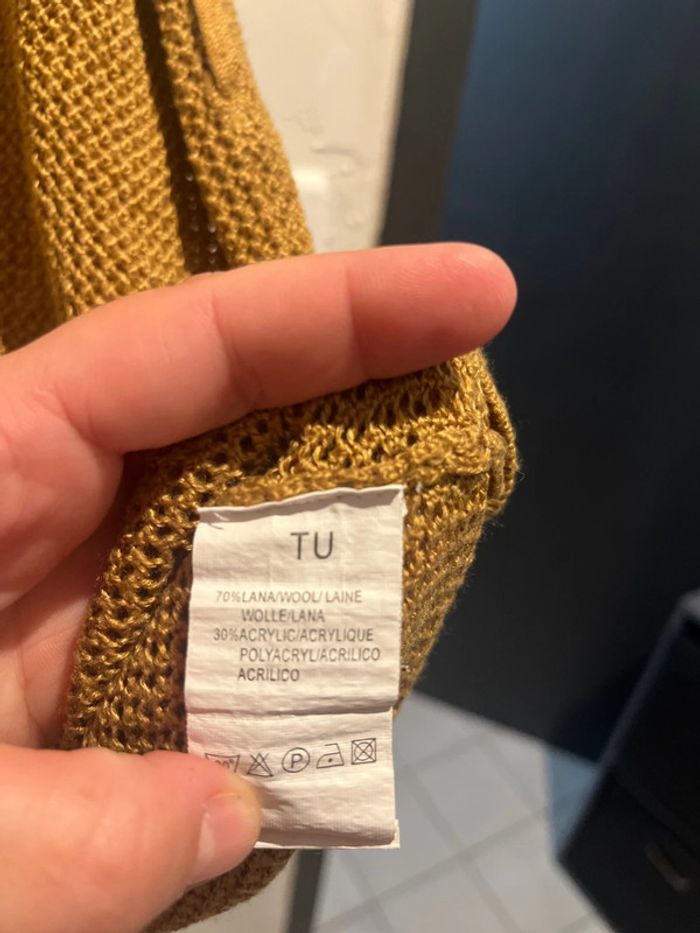 TU
70%LANA/WOOL/ LAINE
WOLLE/LANA
30%ACRYLIC/ACRYLIQUE
POLYACRYL/ACRILICO
ACRILICO
P